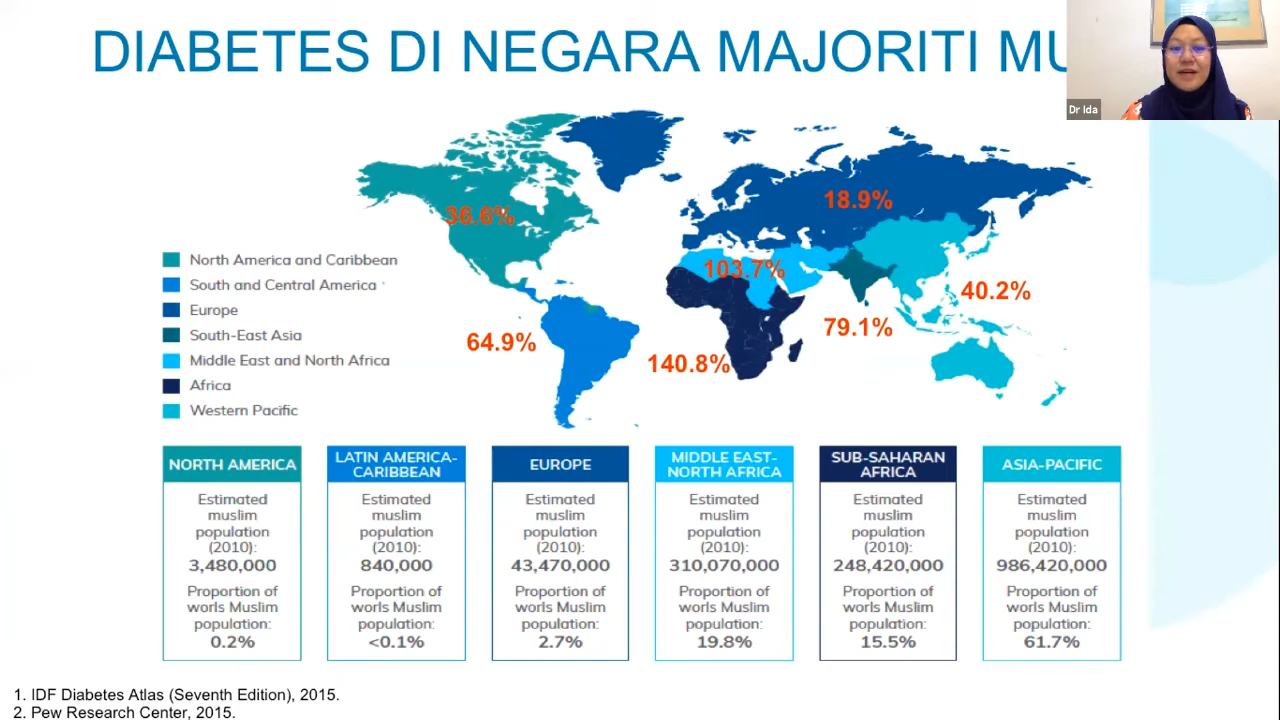 DIABETES DI NEGARA MAJORITI MU
Dr Ida
36.6%
18.9%
103.7%
40.2%
79.1%
64.9%
140.8%
North America and Caribbean
South and Central America
Europe
South-East Asia
Middle East and North Africa
Africa
Western Pacific
NORTH AMERICA
Estimated
muslim
population
(2010):
3,480,000
Proportion of
worls Muslim
population:
0.2%
LATIN AMERICA-
CARIBBEAN
Estimated
muslim
population
(2010):
840,000
Proportion of
worls Muslim
population:
<0.1%
EUROPE
Estimated
muslim
population
(2010):
43,470,000
Proportion of
worls Muslim
population:
2.7%
MIDDLE EAST-
NORTH AFRICA
Estimated
muslim
population
(2010):
310,070,000
Proportion of
worls Muslim
population:
19.8%
SUB-SAHARAN
AFRICA
Estimated
muslim
population
(2010):
248,420,000
Proportion of
worls Muslim
population:
15.5%
ASIA-PACIFIC
Estimated
muslim
population
(2010):
986,420,000
Proportion of
worls Muslim
population:
61.7%
1. IDF Diabetes Atlas (Seventh Edition), 2015.
2. Pew Research Center, 2015.